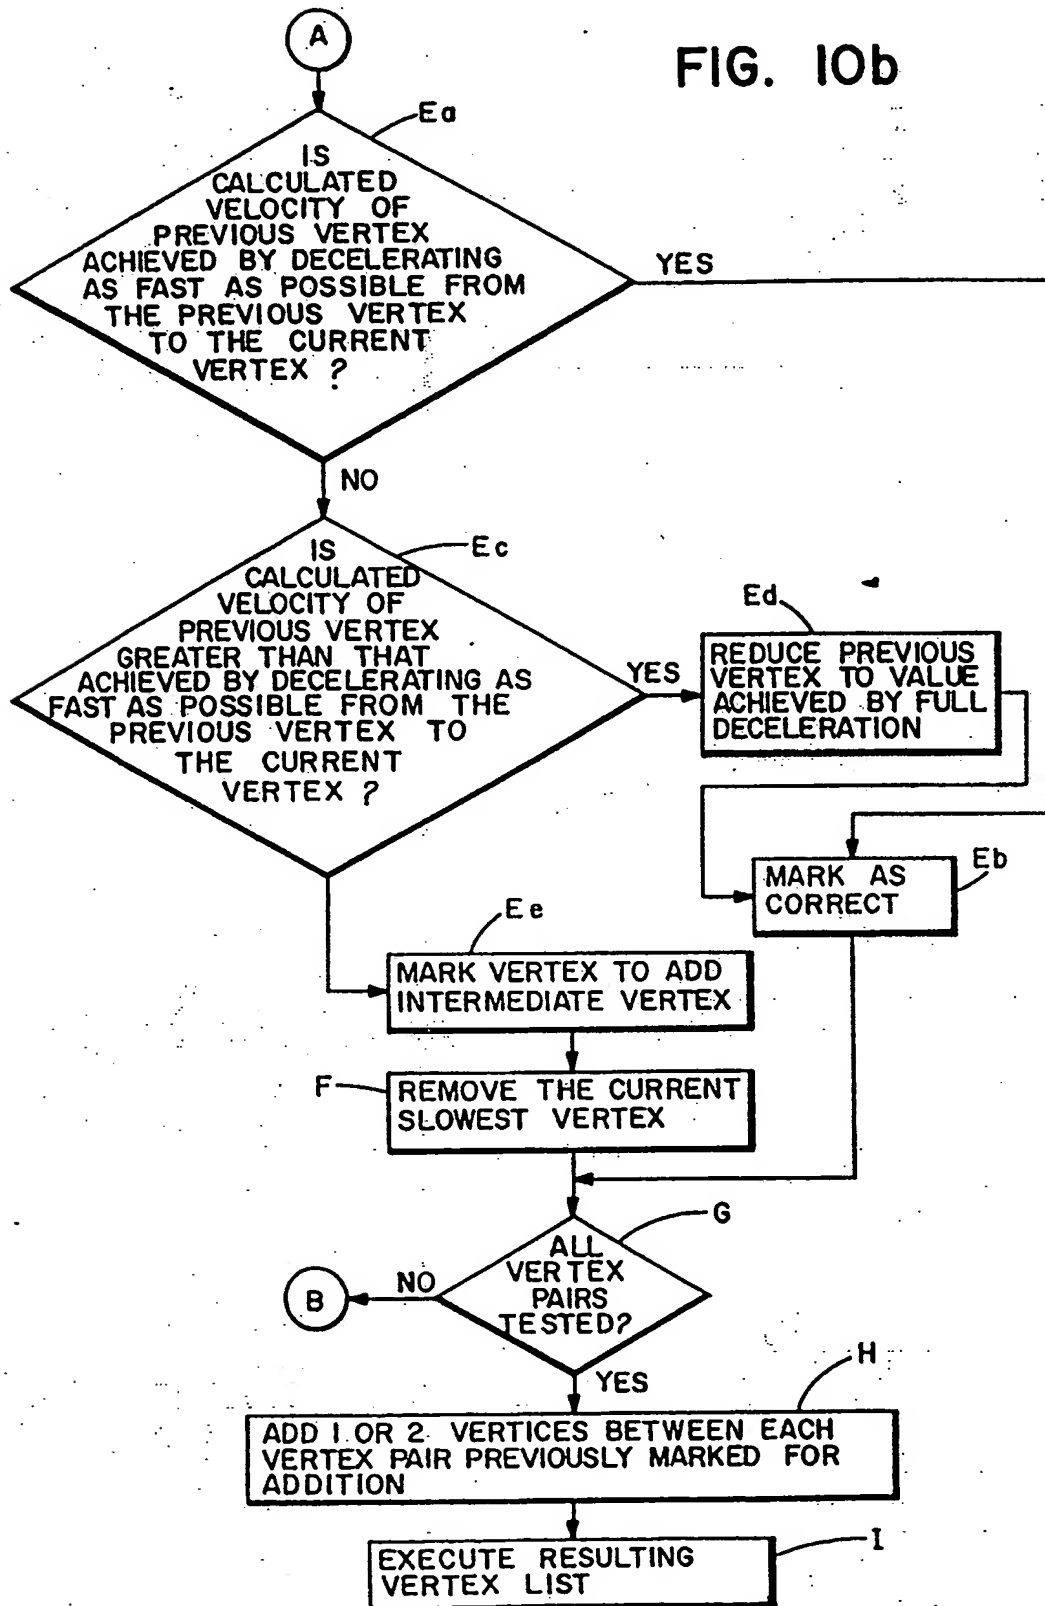 A
FIG. 10b
Ea
IS
CALCULATED
VELOCITY OF
PREVIOUS VERTEX
ACHIEVED BY DECELERATING
AS FAST AS POSSIBLE FROM
THE PREVIOUS VERTEX
TO THE CURRENT
VERTEX ?
YES
NO
Ec
IS
CALCULATED
VELOCITY OF
PREVIOUS VERTEX
GREATER THAN THAT
ACHIEVED BY DECELERATING AS
FAST AS POSSIBLE FROM THE
PREVIOUS VERTEX TO
THE CURRENT
VERTEX ?
YES
Ed
REDUCE PREVIOUS
VERTEX TO VALUE
ACHIEVED BY FULL
DECELERATION
Eb
MARK AS
CORRECT
Ee
MARK VERTEX TO ADD
INTERMEDIATE VERTEX
F
REMOVE THE CURRENT
SLOWEST VERTEX
G
ALL
VERTEX
PAIRS
TESTED?
NO
B
YES
H
ADD 1 OR 2 VERTICES BETWEEN EACH
VERTEX PAIR PREVIOUSLY MARKED FOR
ADDITION
I
EXECUTE RESULTING
VERTEX LIST